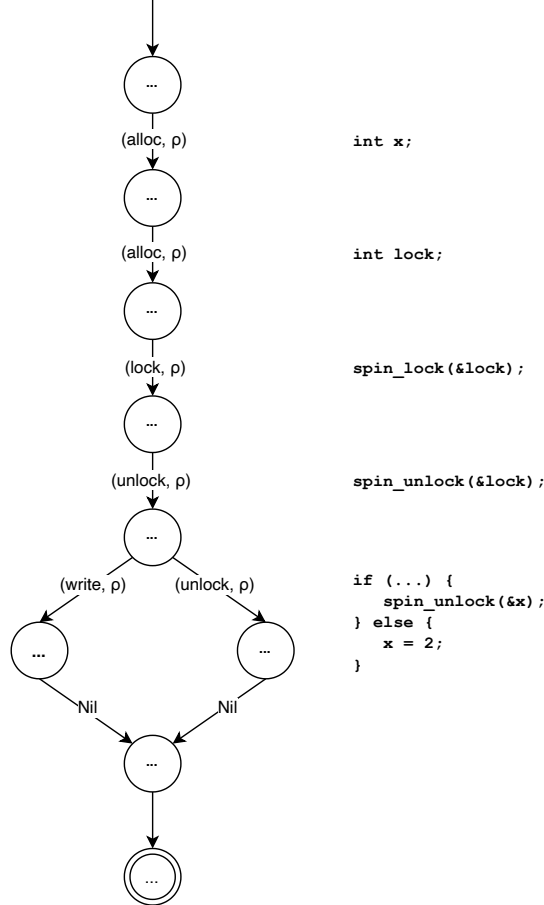 ...
(alloc, ρ)
int x;
...
(alloc, ρ)
int lock;
...
(lock, ρ)
spin_lock(&lock);
...
(unlock, ρ)
spin_unlock(&lock);
...
(write, ρ)
(unlock, ρ)
if (...) {
spin_unlock(&x);
} else {
x = 2;
}
...
...
Nil
Nil
...
...